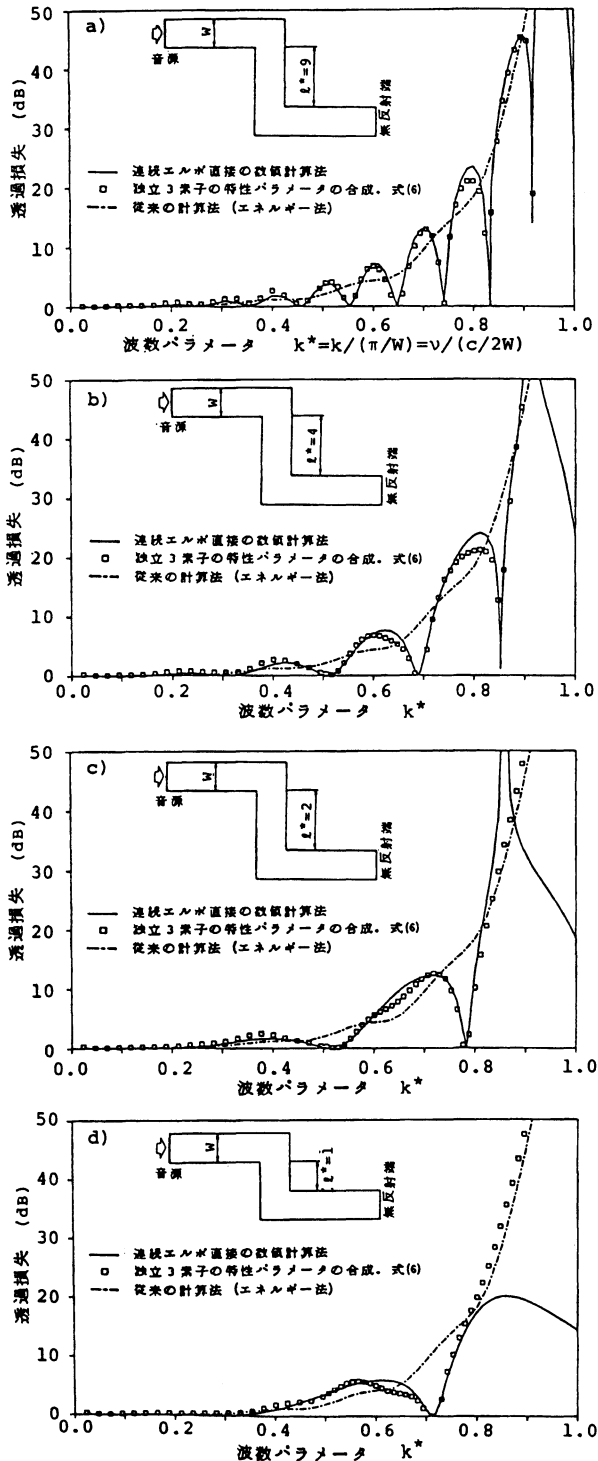 a)
50
40
30
20
10
0
透過損失 (dB)
W
音源
ℓ*=9
無反射端
連続エルボ直接の数値計算法
独立3素子の特性パラメータの合成．式(6)
従来の計算法 (エネルギー法)
0.0 0.2 0.4 0.6 0.8 1.0
波数パラメータ k*=k/(π/W)=ν/(c/2W)
b)
50
40
30
20
10
0
透過損失 (dB)
W
音源
ℓ*=4
無反射端
連続エルボ直接の数値計算法
独立3素子の特性パラメータの合成．式(6)
従来の計算法 (エネルギー法)
0.0 0.2 0.4 0.6 0.8 1.0
波数パラメータ k*
c)
50
40
30
20
10
0
透過損失 (dB)
W
音源
ℓ*=2
無反射端
連続エルボ直接の数値計算法
独立3素子の特性パラメータの合成．式(6)
従来の計算法 (エネルギー法)
0.0 0.2 0.4 0.6 0.8 1.0
波数パラメータ k*
d)
50
40
30
20
10
0
透過損失 (dB)
W
音源
ℓ*=1
無反射端
連続エルボ直接の数値計算法
独立3素子の特性パラメータの合成．式(6)
従来の計算法 (エネルギー法)
0.0 0.2 0.4 0.6 0.8 1.0
波数パラメータ k*